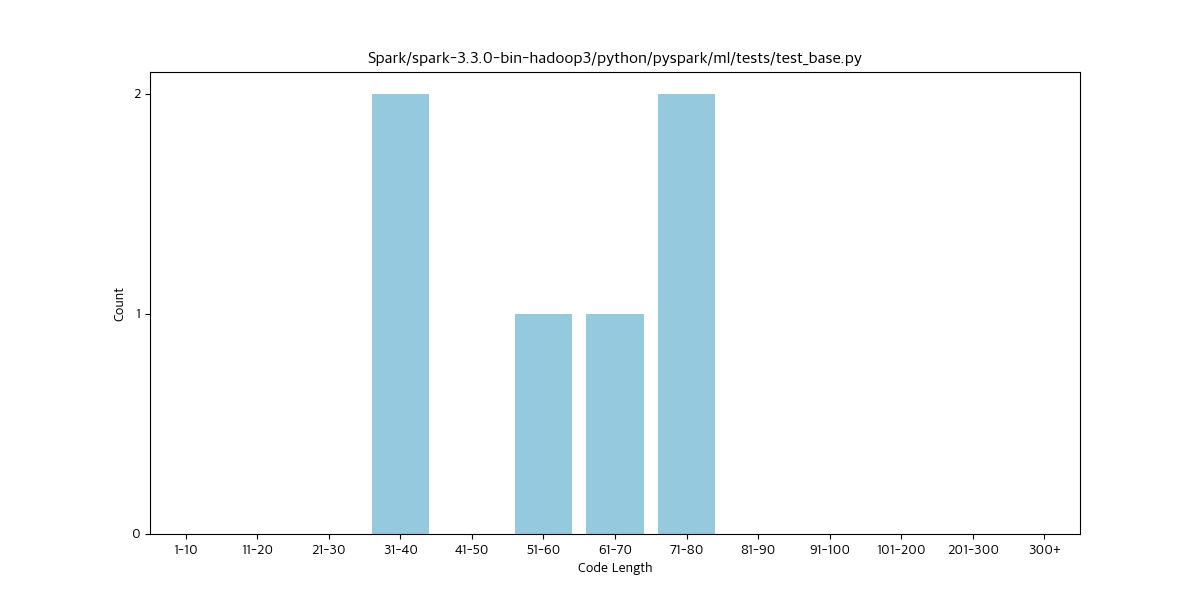 Spark/spark-3.3.0-bin-hadoop3/python/pyspark/ml/tests/test_base.py
Count
2
1
0
1-10 11-20 21-30 31-40 41-50 51-60 61-70 71-80 81-90 91-100 101-200 201-300 300+
Code Length